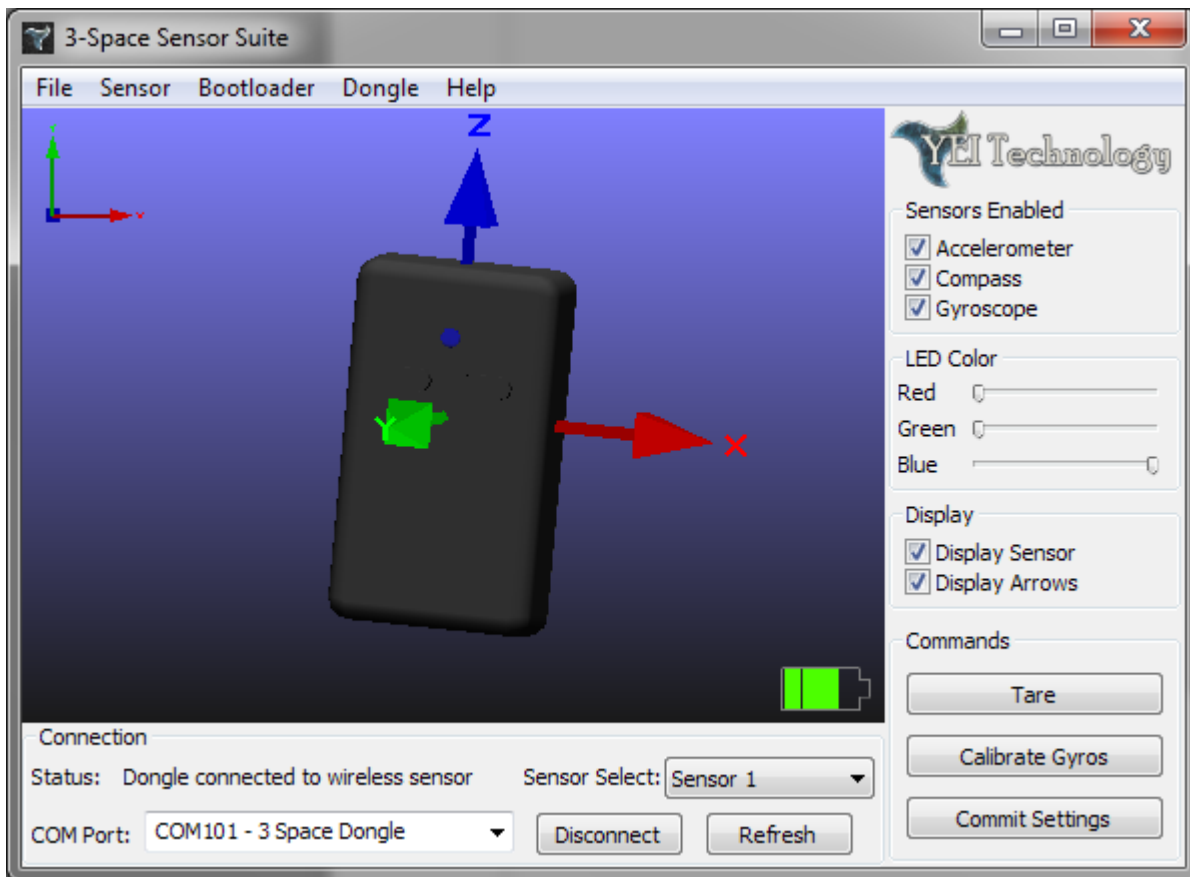 3-Space Sensor Suite
File Sensor Bootloader Dongle Help
Y
X
Z
Y
X
YEI Technology
Sensors Enabled
Accelerometer
Compass
Gyroscope
LED Color
Red
Green
Blue
Display
Display Sensor
Display Arrows
Commands
Tare
Calibrate Gyros
Commit Settings
Connection
Status: Dongle connected to wireless sensor Sensor Select: Sensor 1
COM Port: COM101 - 3 Space Dongle Disconnect Refresh